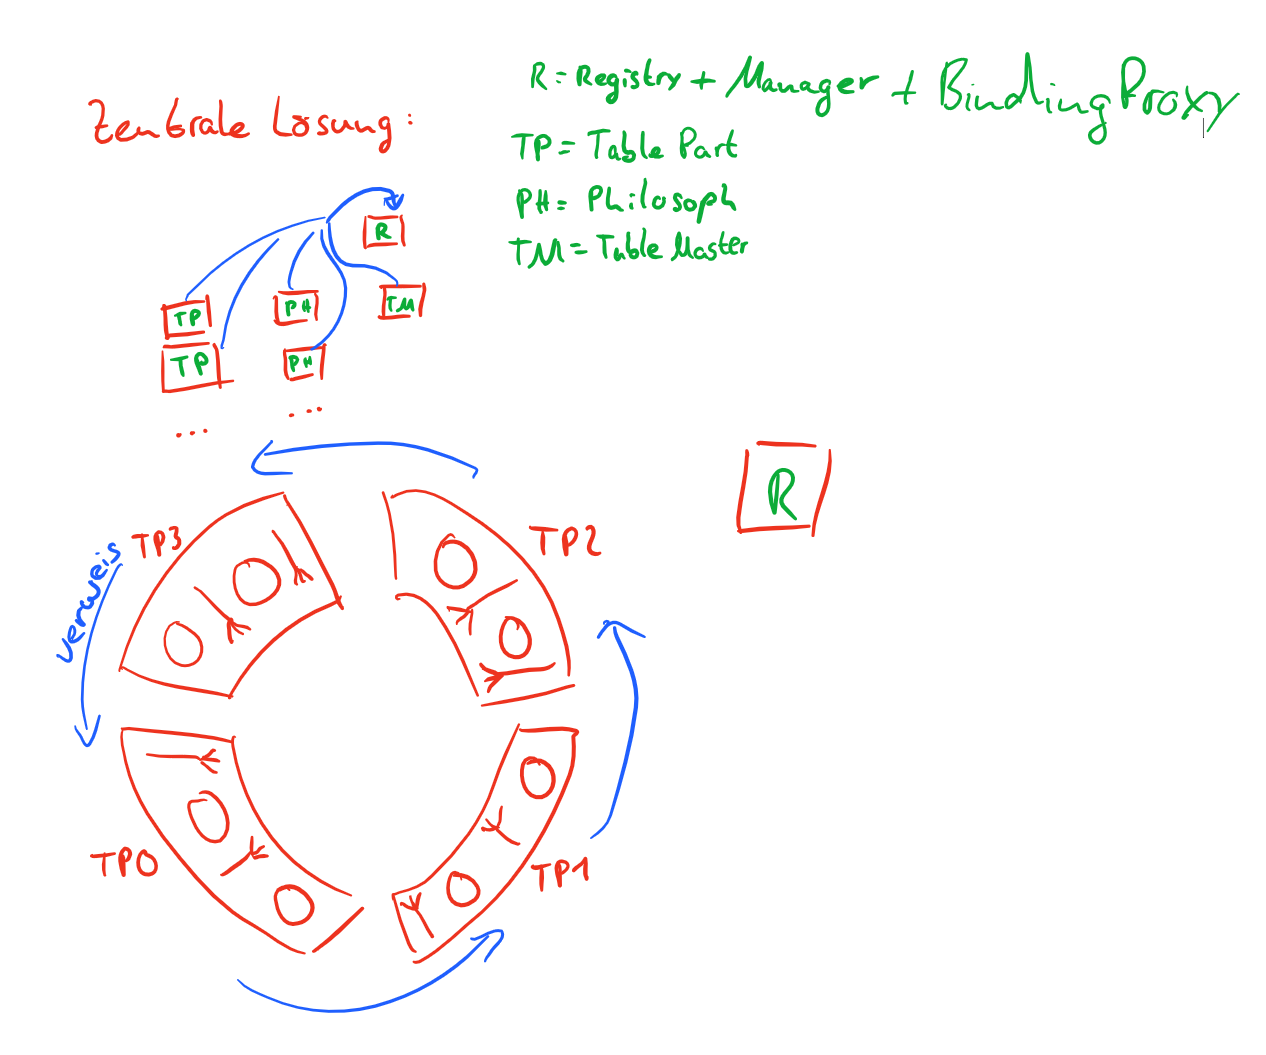 R = Registry + Manager + BindingProxy
Zentrale Lösung:
TP = Table Part
PH = Philosoph
TM = Table Master
R
TP
PH
TM
TP
PH
...
...
R
TP3
TP2
verweis
TP0
TP1